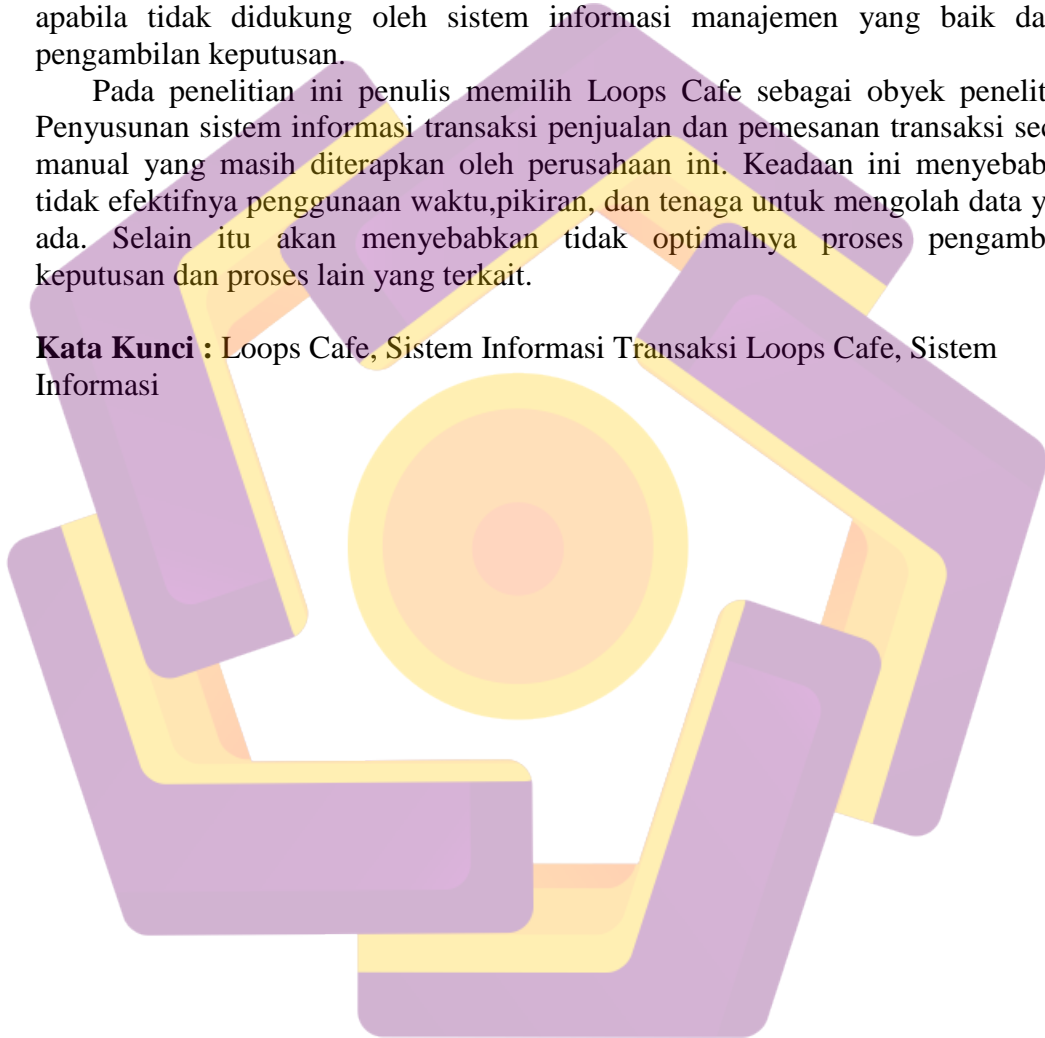 apabila tidak didukung oleh sistem informasi manajemen yang baik da
pengambilan keputusan.
Pada penelitian ini penulis memilih Loops Cafe sebagai obyek penelit
Penyusunan sistem informasi transaksi penjualan dan pemesanan transaksi sec
manual yang masih diterapkan oleh perusahaan ini. Keadaan ini menyebab
tidak efektifnya penggunaan waktu,pikiran, dan tenaga untuk mengolah data y
ada. Selain itu akan menyebabkan tidak optimalnya proses pengamb
keputusan dan proses lain yang terkait.
Kata Kunci : Loops Cafe, Sistem Informasi Transaksi Loops Cafe, Sistem
Informasi